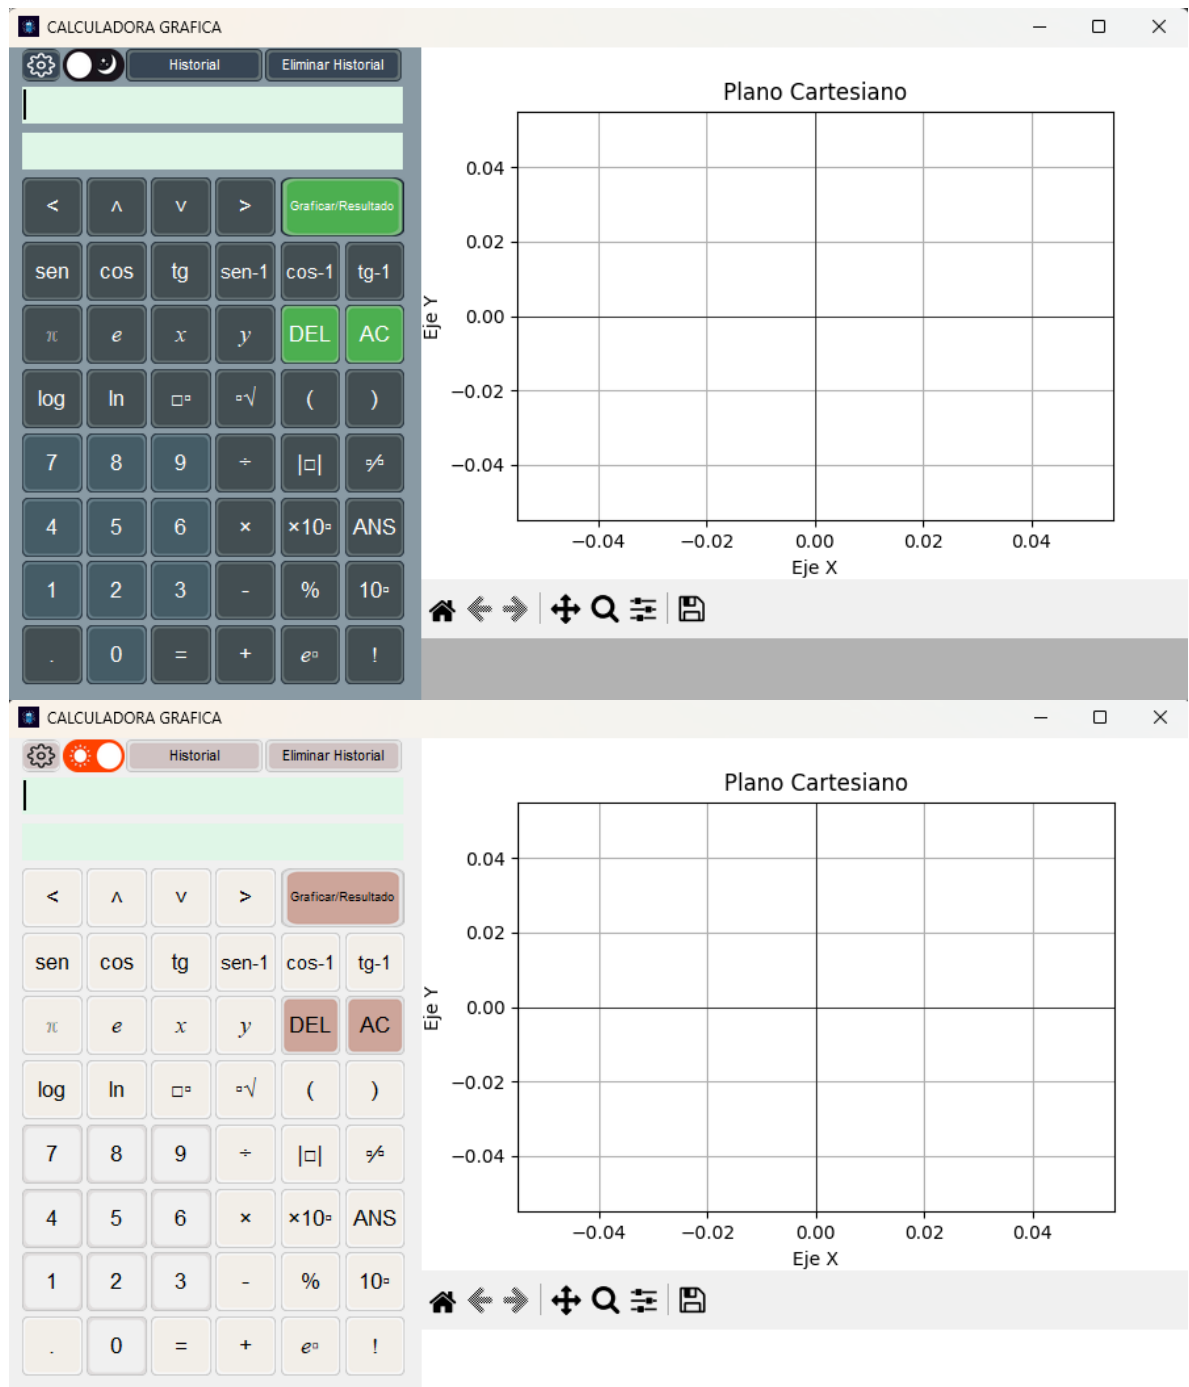 CALCULADORA GRAFICA
Historial Eliminar Historial
< ˄ ˅ > Graficar/Resultado
sen cos tg sen-1 cos-1 tg-1
π e x y DEL AC
log ln □▫ ▫√ ( )
7 8 9 ÷ |□| ▫⁄▫
4 5 6 × ×10▫ ANS
1 2 3 - % 10▫
. 0 = + e▫ !
Plano Cartesiano
0.04
0.02
0.00
−0.02
−0.04
Eje Y
−0.04 −0.02 0.00 0.02 0.04
Eje X
CALCULADORA GRAFICA
Historial Eliminar Historial
< ˄ ˅ > Graficar/Resultado
sen cos tg sen-1 cos-1 tg-1
π e x y DEL AC
log ln □▫ ▫√ ( )
7 8 9 ÷ |□| ▫⁄▫
4 5 6 × ×10▫ ANS
1 2 3 - % 10▫
. 0 = + e▫ !
Plano Cartesiano
0.04
0.02
0.00
−0.02
−0.04
Eje Y
−0.04 −0.02 0.00 0.02 0.04
Eje X